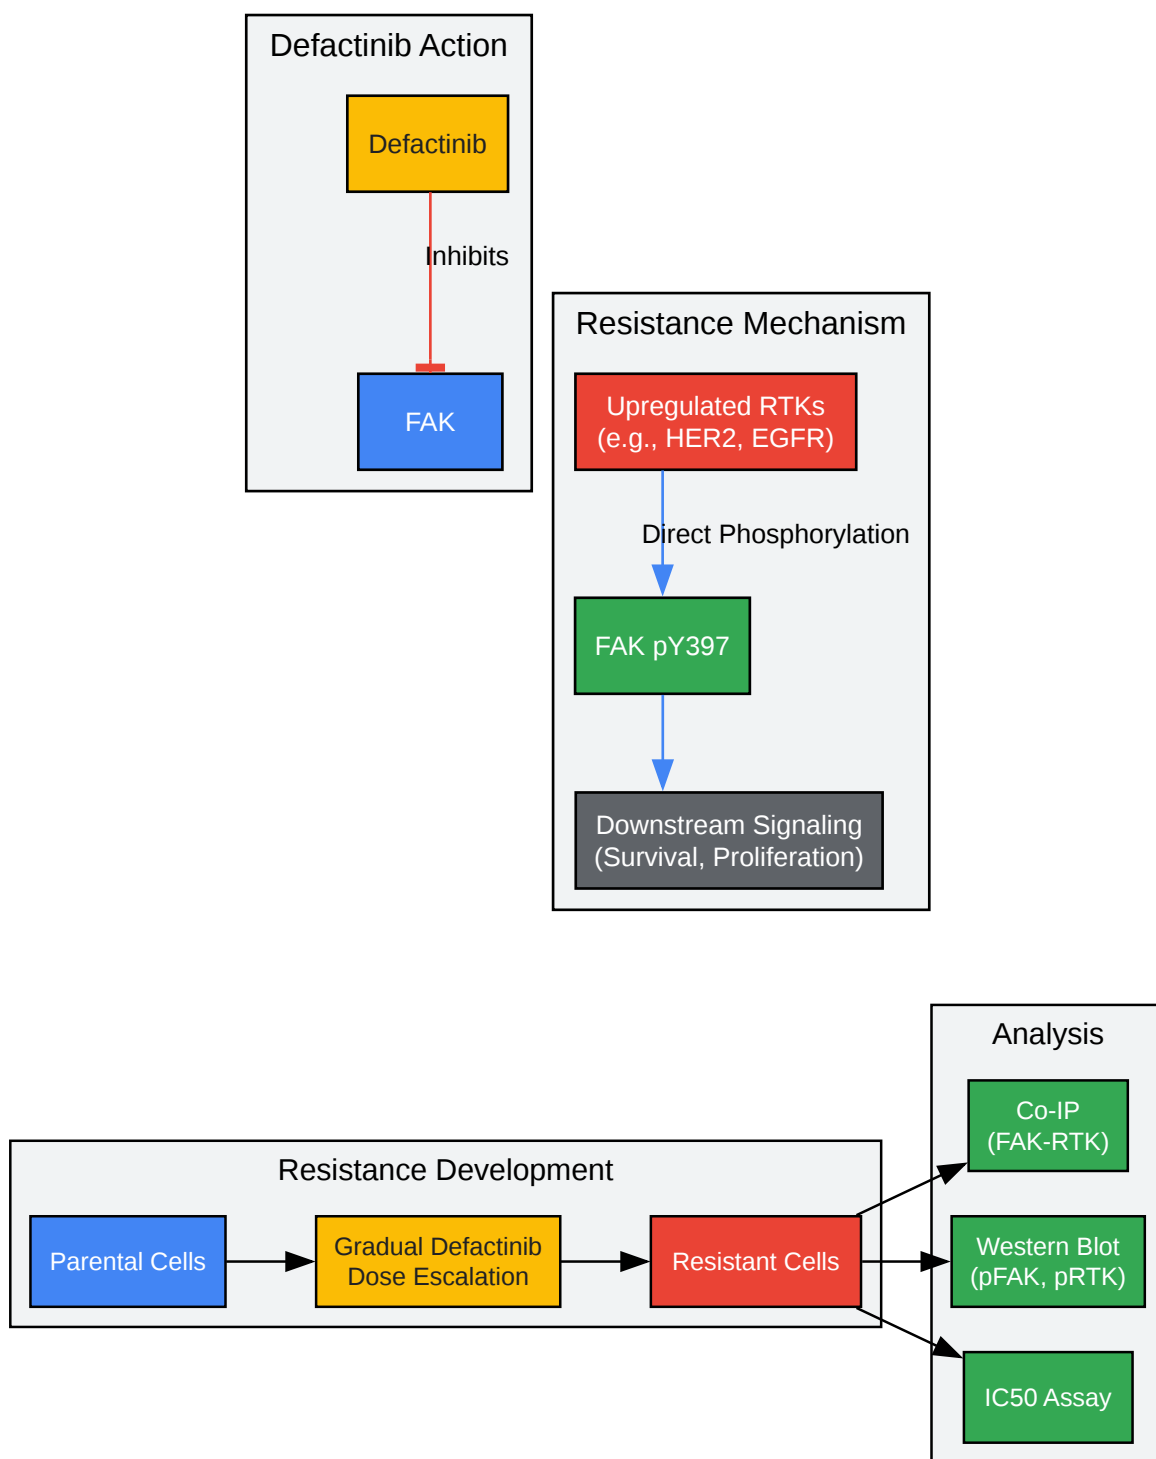 Defactinib Action
Defactinib
Inhibits
FAK
Resistance Mechanism
Upregulated RTKs
(e.g., HER2, EGFR)
Direct Phosphorylation
FAK pY397
Downstream Signaling
(Survival, Proliferation)
Resistance Development
Parental Cells
Gradual Defactinib
Dose Escalation
Resistant Cells
Analysis
Co-IP
(FAK-RTK)
Western Blot
(pFAK, pRTK)
IC50 Assay